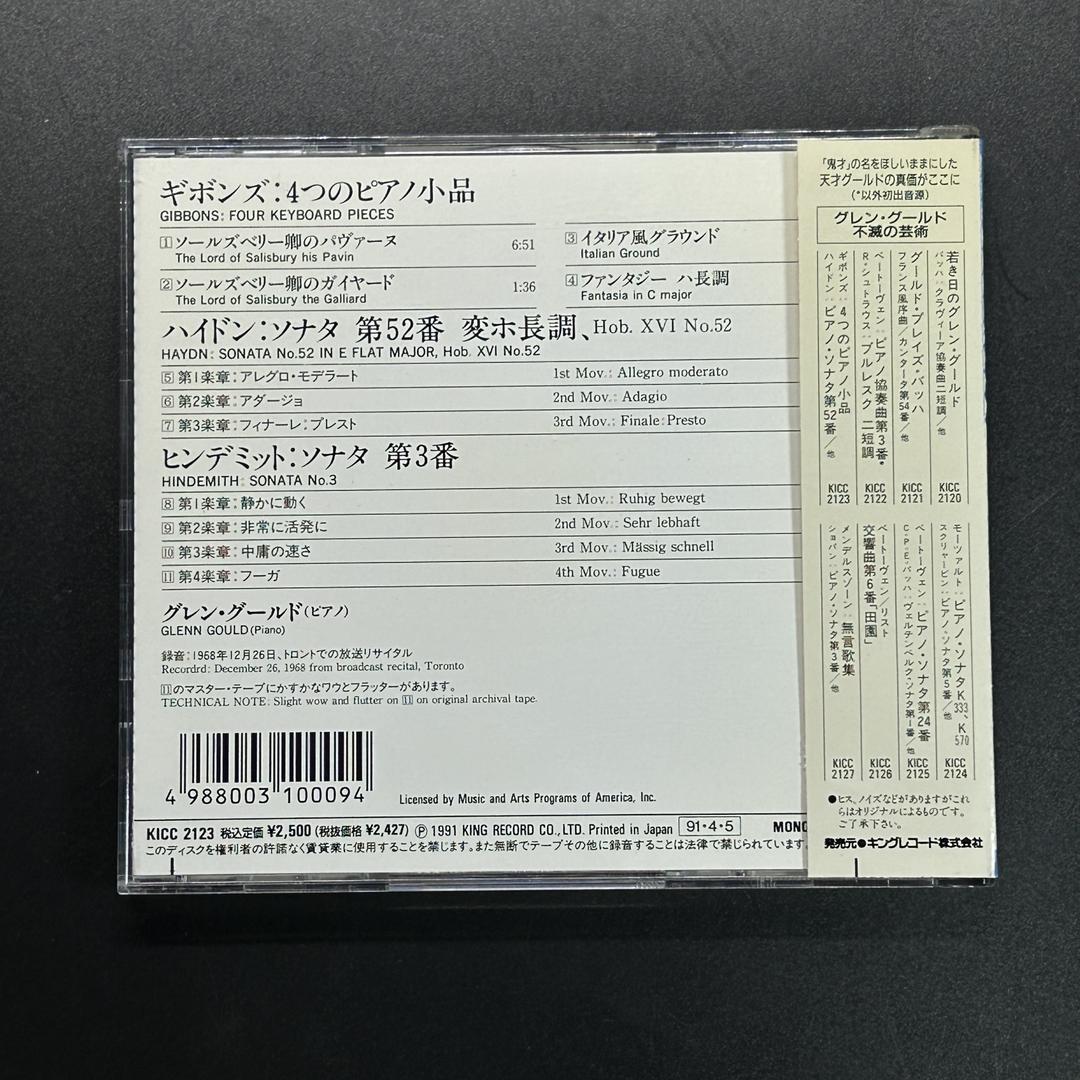 ギボンズ:4つのピアノ小品
GIBBONS: FOUR KEYBOARD PIECES
1 ソールズベリー卿のパヴァーヌ 6:51
The Lord of Salisbury his Pavin
2 ソールズベリー卿のガイヤード 1:36
The Lord of Salisbury the Galliard
3 イタリア風グラウンド
Italian Ground
4 ファンタジー ハ長調
Fantasia in C major
ハイドン:ソナタ 第52番 変ホ長調、Hob. XVI No.52
HAYDN: SONATA No.52 IN E FLAT MAJOR, Hob. XVI No.52
5 第1楽章:アレグロ・モデラート 1st Mov.: Allegro moderato
6 第2楽章:アダージョ 2nd Mov.: Adagio
7 第3楽章:フィナーレ:プレスト 3rd Mov.: Finale:Presto
ヒンデミット:ソナタ 第3番
HINDEMITH: SONATA No.3
8 第1楽章:静かに動く 1st Mov.: Ruhig bewegt
9 第2楽章:非常に活発に 2nd Mov.: Sehr lebhaft
10 第3楽章:中庸の速さ 3rd Mov.: Mässig schnell
11 第4楽章:フーガ 4th Mov.: Fugue
グレン・グールド(ピアノ)
GLENN GOULD(Piano)
録音:1968年12月26日、トロントでの放送リサイタル
Recordrd: December 26, 1968 from broadcast recital, Toronto
11のマスター・テープにかすかなワウとフラッターがあります。
TECHNICAL NOTE: Slight wow and flutter on 11 on original archival tape.
4 988003 100094
Licensed by Music and Arts Programs of America, Inc.
KICC 2123 税込定価 ¥2,500 (税抜価格 ¥2,427) Ⓟ 1991 KING RECORD CO., LTD. Printed in Japan 91・4・5 MONO
このディスクを権利者の許諾なく賃貸業に使用することを禁じます。また無断でテープその他に録音することは法律で禁じられています。
「鬼才」の名をほしいままにした
天才グールドの真価がここに
(*以外初出音源)
グレン・グールド
不滅の芸術
若き日のグレン・グールド
バッハ:クラヴィーア協奏曲ニ短調/他
KICC 2120
グールド・プレイズ・バッハ
フランス風序曲/カンタータ第54番/他
KICC 2121
ベートーヴェン:ピアノ協奏曲第3番*
R・シュトラウス:ブルレスク ニ短調
KICC 2122
ギボンズ:4つのピアノ小品
ハイドン:ピアノ・ソナタ第52番/他
KICC 2123
モーツァルト:ピアノ・ソナタK.333、K.570
スクリャービン:ピアノ・ソナタ第5番/他
KICC 2124
ベートーヴェン:ピアノ・ソナタ第24番
C・P・E・バッハ:ヴュルテンベルク・ソナタ第1番/他
KICC 2125
ベートーヴェン/リスト
交響曲第6番「田園」
KICC 2126
メンデルスゾーン:無言歌集
ショパン:ピアノ・ソナタ第3番/他
KICC 2127
●ヒス、ノイズなどがありますがこれ
らはオリジナルによるものです。
ご了承下さい。
発売元●キングレコード株式会社